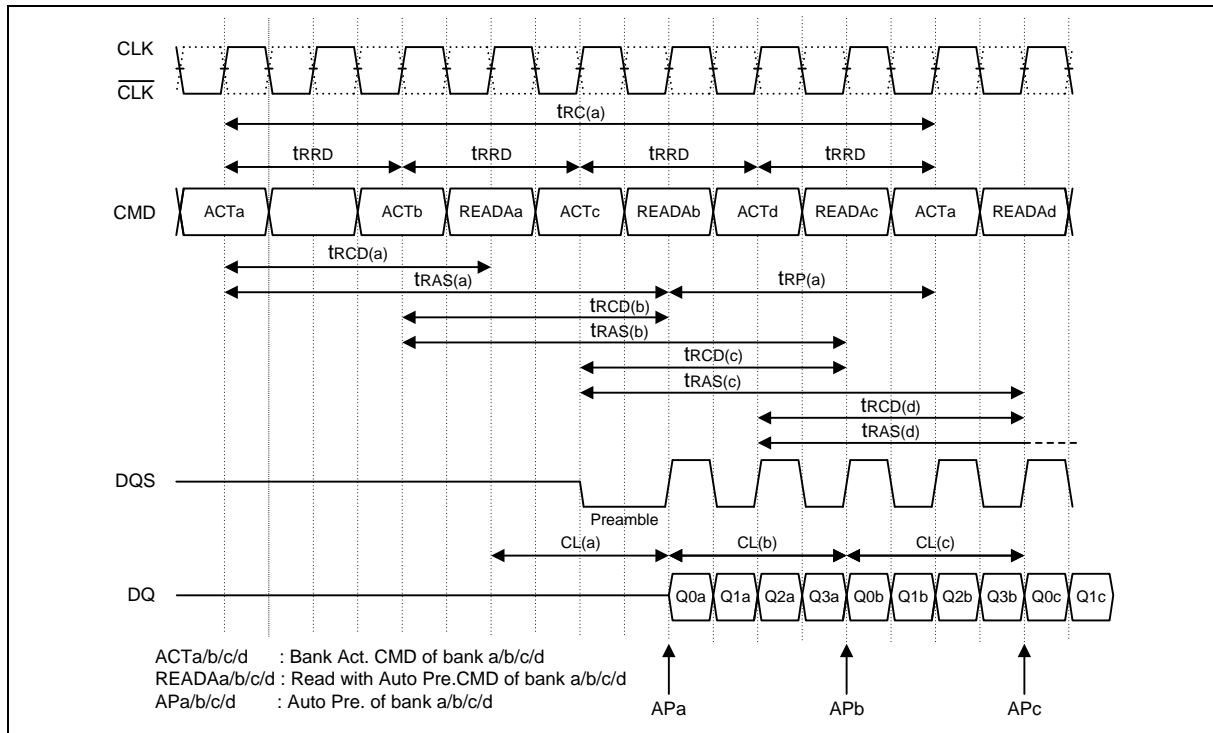 CLK
CLK
tRC(a)
tRRD tRRD tRRD tRRD
CMD ACTa ACTb READAa ACTc READAb ACTd READAc ACTa READAd
tRCD(a)
tRAS(a) tRP(a)
tRCD(b)
tRAS(b)
tRCD(c)
tRAS(c)
tRCD(d)
tRAS(d)
DQS
Preamble
CL(a) CL(b) CL(c)
DQ Q0a Q1a Q2a Q3a Q0b Q1b Q2b Q3b Q0c Q1c
ACTa/b/c/d : Bank Act. CMD of bank a/b/c/d
READAa/b/c/d : Read with Auto Pre.CMD of bank a/b/c/d
APa/b/c/d : Auto Pre. of bank a/b/c/d
APa APb APc